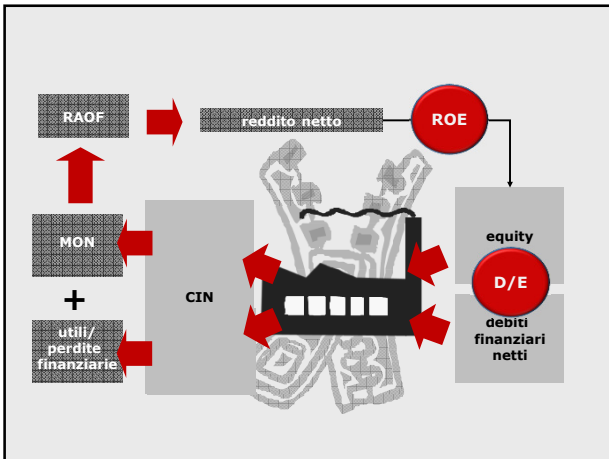 RAOF
reddito netto
ROE
MON
+
utili/
perdite
finanziarie
CIN
equity
D/E
debiti
finanziari
netti